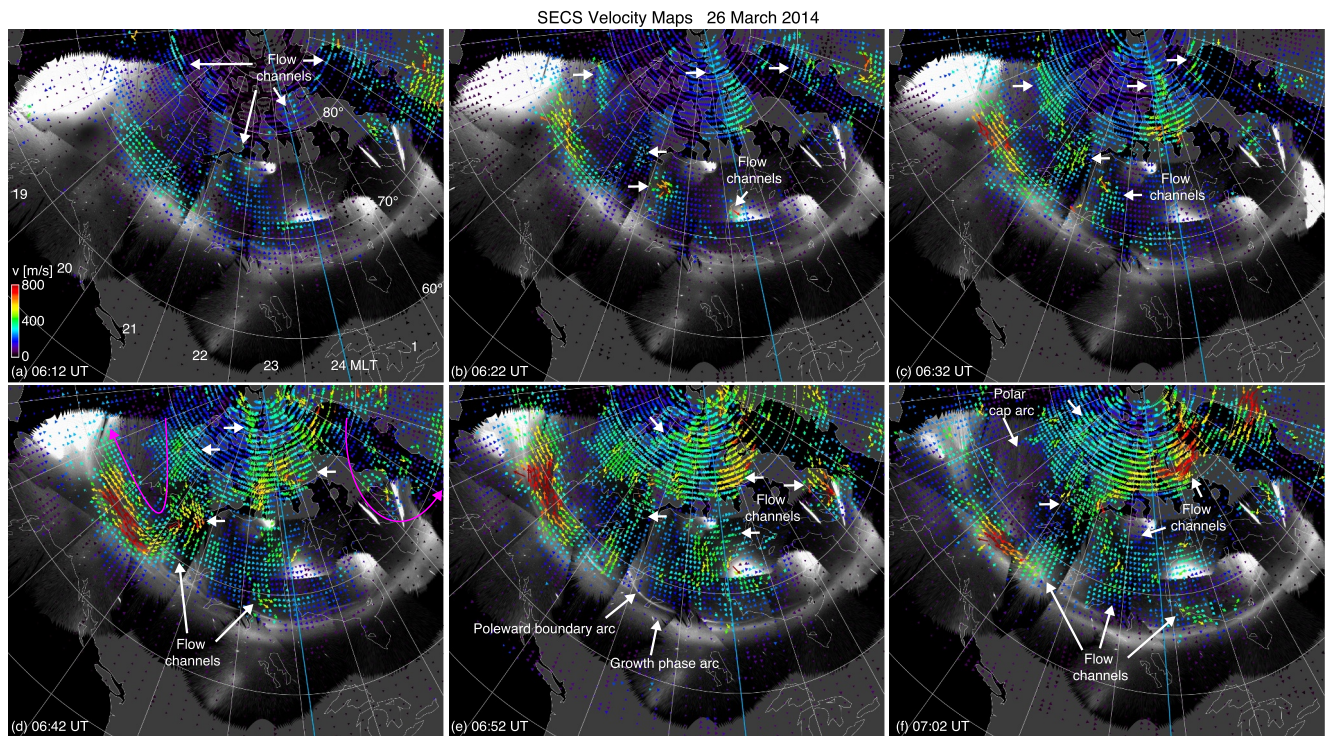 SECS Velocity Maps 26 March 2014
Flow
channels
80°
70°
60°
19
v [m/s]
800
400
0
20
21
22
23
24 MLT
1
(a) 06:12 UT
Flow
channels
(b) 06:22 UT
Flow
channels
(c) 06:32 UT
Flow
channels
(d) 06:42 UT
Flow
channels
Poleward boundary arc
Growth phase arc
(e) 06:52 UT
Polar
cap arc
Flow
channels
Flow
channels
(f) 07:02 UT